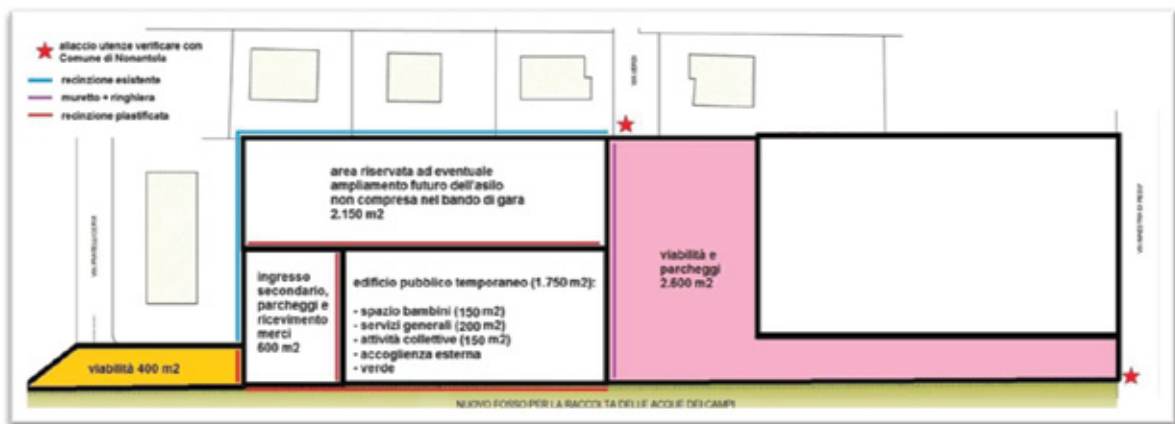 allaccio utenze verificare con
Comune di Nonantola
recinzione esistente
muretto + ringhiera
recinzione plastificata
area riservata ad eventuale
ampliamento futuro dell'asilo
non compresa nel bando di gara
2.150 m2
ingresso
secondario,
parcheggi e
ricevimento
merci
600 m2
edificio pubblico temporaneo (1.750 m2):
- spazio bambini (150 m2)
- servizi generali (200 m2)
- attività collettive (150 m2)
- accoglienza esterna
- verde
viabilità e
parcheggi
2.600 m2
viabilità 400 m2
NUOVO FOSSO PER LA RACCOLTA DELLE ACQUE DEI CAMPI